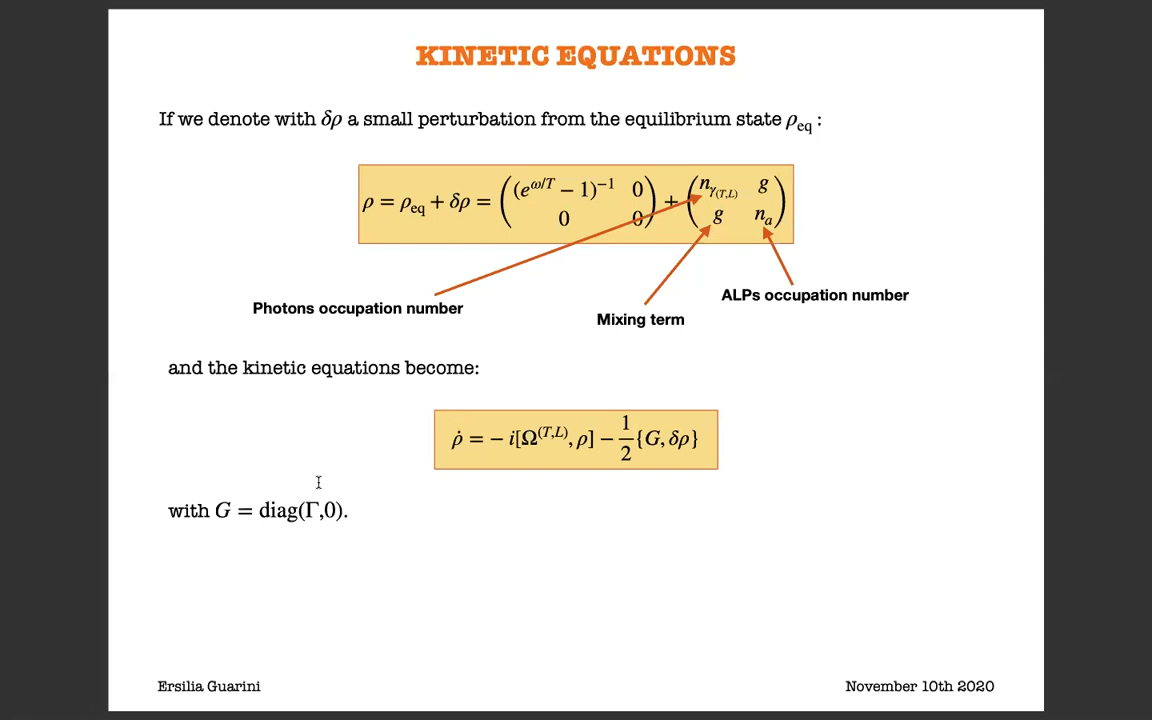 KINETIC EQUATIONS
If we denote with δρ a small perturbation from the equilibrium state ρ_eq :
ρ = ρ_eq + δρ = ( (e^{ω/T} − 1)^{−1} 0 ) + ( n_{γ(T,L)} g )
( 0 0 ) ( g n_a )
Photons occupation number
Mixing term
ALPs occupation number
and the kinetic equations become:
ρ̇ = − i[Ω^{(T,L)}, ρ] − 1/2 {G, δρ}
with G = diag(Γ,0).
Ersilia Guarini
November 10th 2020